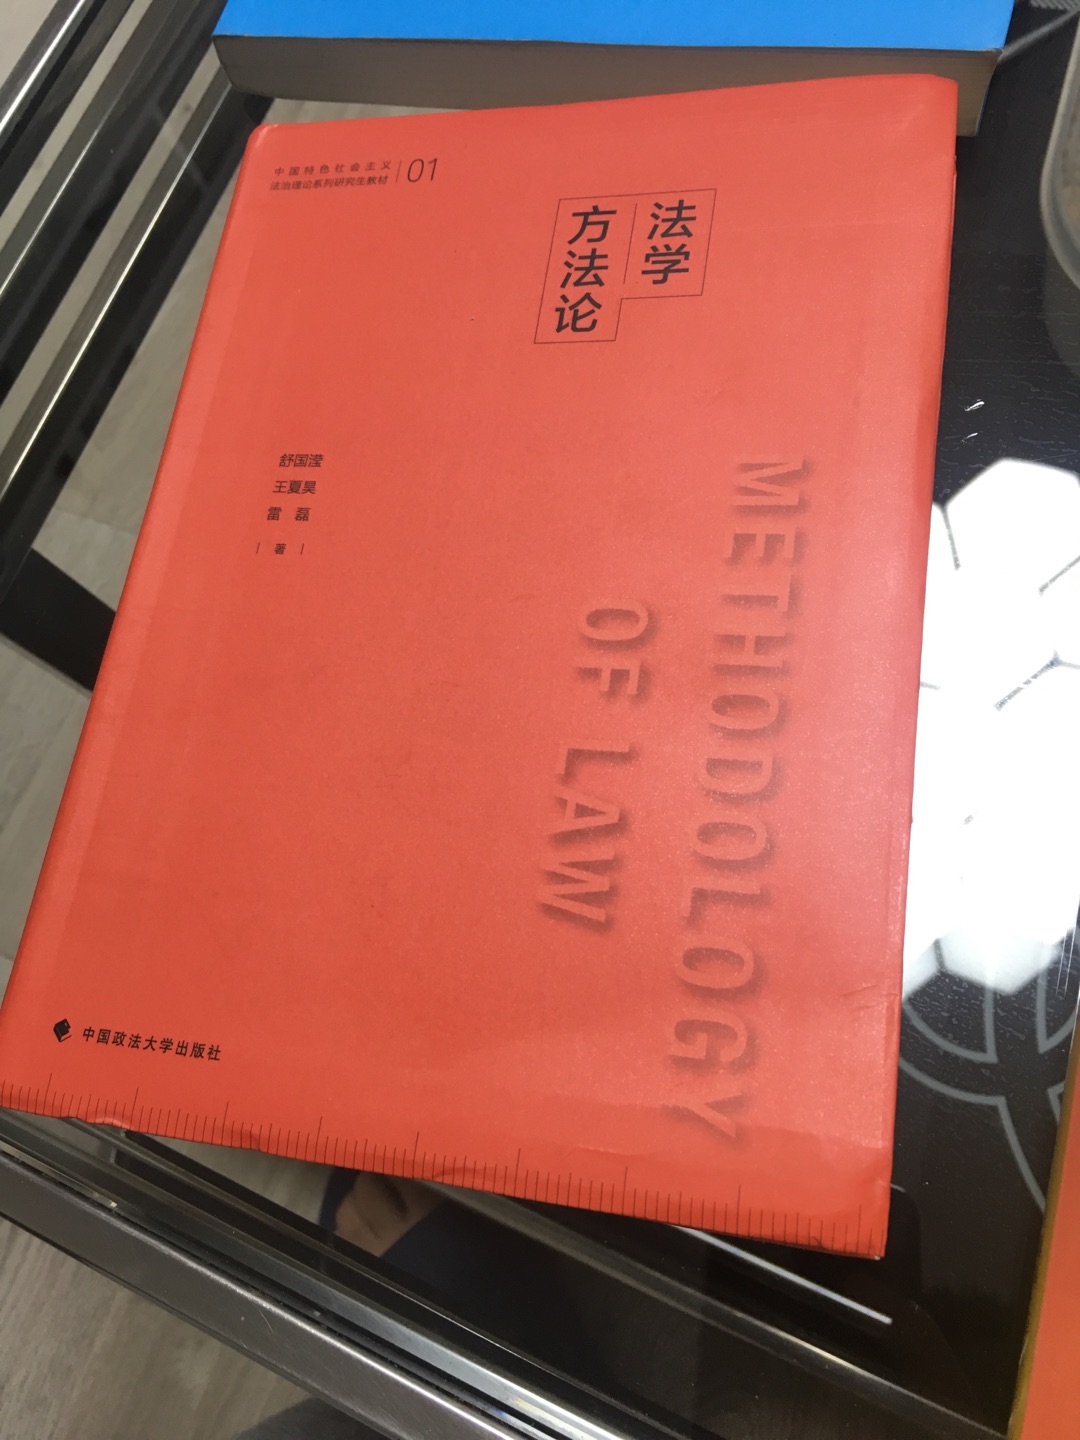 中国特色社会主义
法治理论系列研究生教材
01
法学
方法论
舒国滢
王夏昊
雷 磊
著
METHODOLOGY
OF LAW
中国政法大学出版社